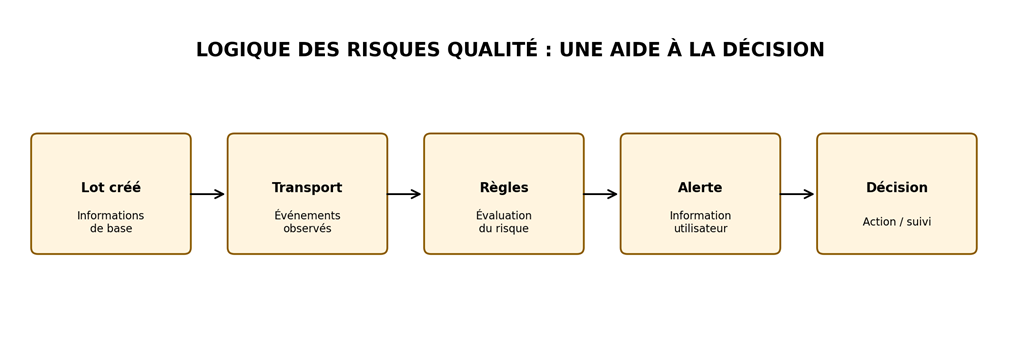 LOGIQUE DES RISQUES QUALITÉ : UNE AIDE À LA DÉCISION
Lot créé
Informations
de base
Transport
Événements
observés
Règles
Évaluation
du risque
Alerte
Information
utilisateur
Décision
Action / suivi